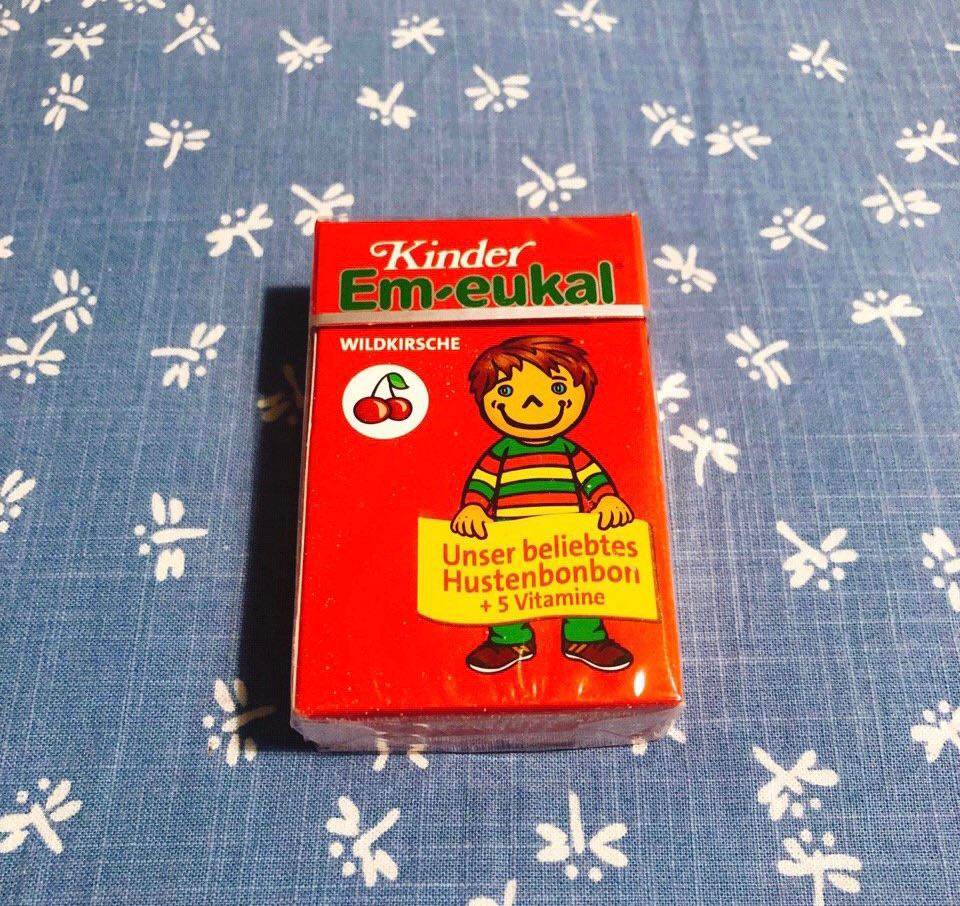 Kinder
Em-eukal
WILDKIRSCHE
Unser beliebtes
Hustenbonbon
+ 5 Vitamine